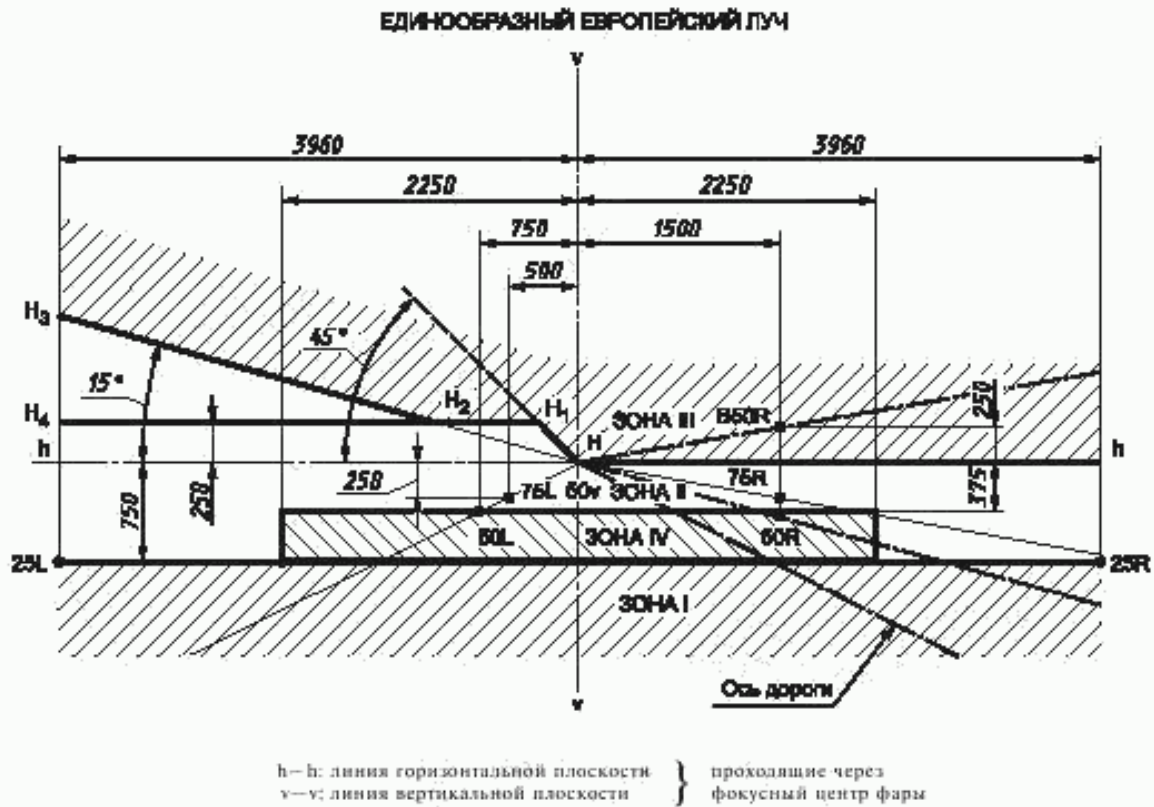 ЕДИНООБРАЗНЫЙ ЕВРОПЕЙСКИЙ ЛУЧ
v
3960 3960
2250 2250
750 1500
500
H3
45°
15°
H2 H1 ЗОНА III B50R 250
H4
h H h
250 75L 50v ЗОНА II 75R 375
750 250
50L ЗОНА IV 50R
25L 25R
ЗОНА I
Ось дороги
v
h—h: линия горизонтальной плоскости } проходящие через
v—v: линия вертикальной плоскости фокусный центр фары